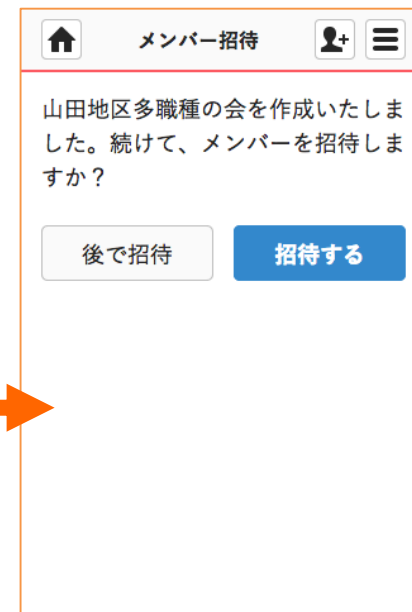 メンバー招待
山田地区多職種の会を作成いたしま
した。続けて、メンバーを招待しま
すか？
後で招待 招待する